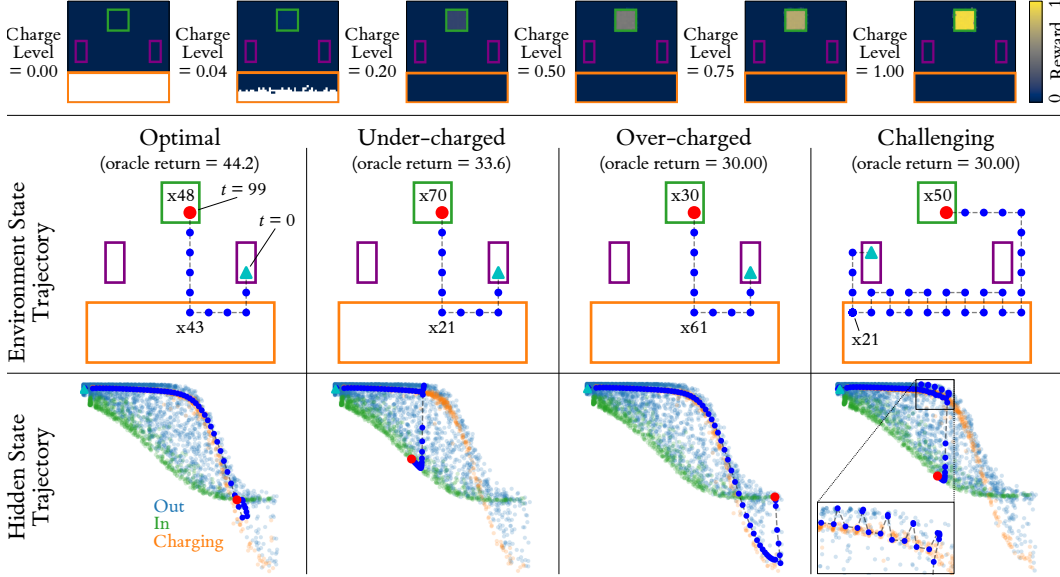 Charge
Level
= 0.00
Charge
Level
= 0.04
Charge
Level
= 0.20
Charge
Level
= 0.50
Charge
Level
= 0.75
Charge
Level
= 1.00
0 Reward 1
Optimal
(oracle return = 44.2)
Under-charged
(oracle return = 33.6)
Over-charged
(oracle return = 30.00)
Challenging
(oracle return = 30.00)
Environment State
Trajectory
x48
t = 99
t = 0
x43
x70
x21
x30
x61
x50
x21
Hidden State
Trajectory
Out
In
Charging